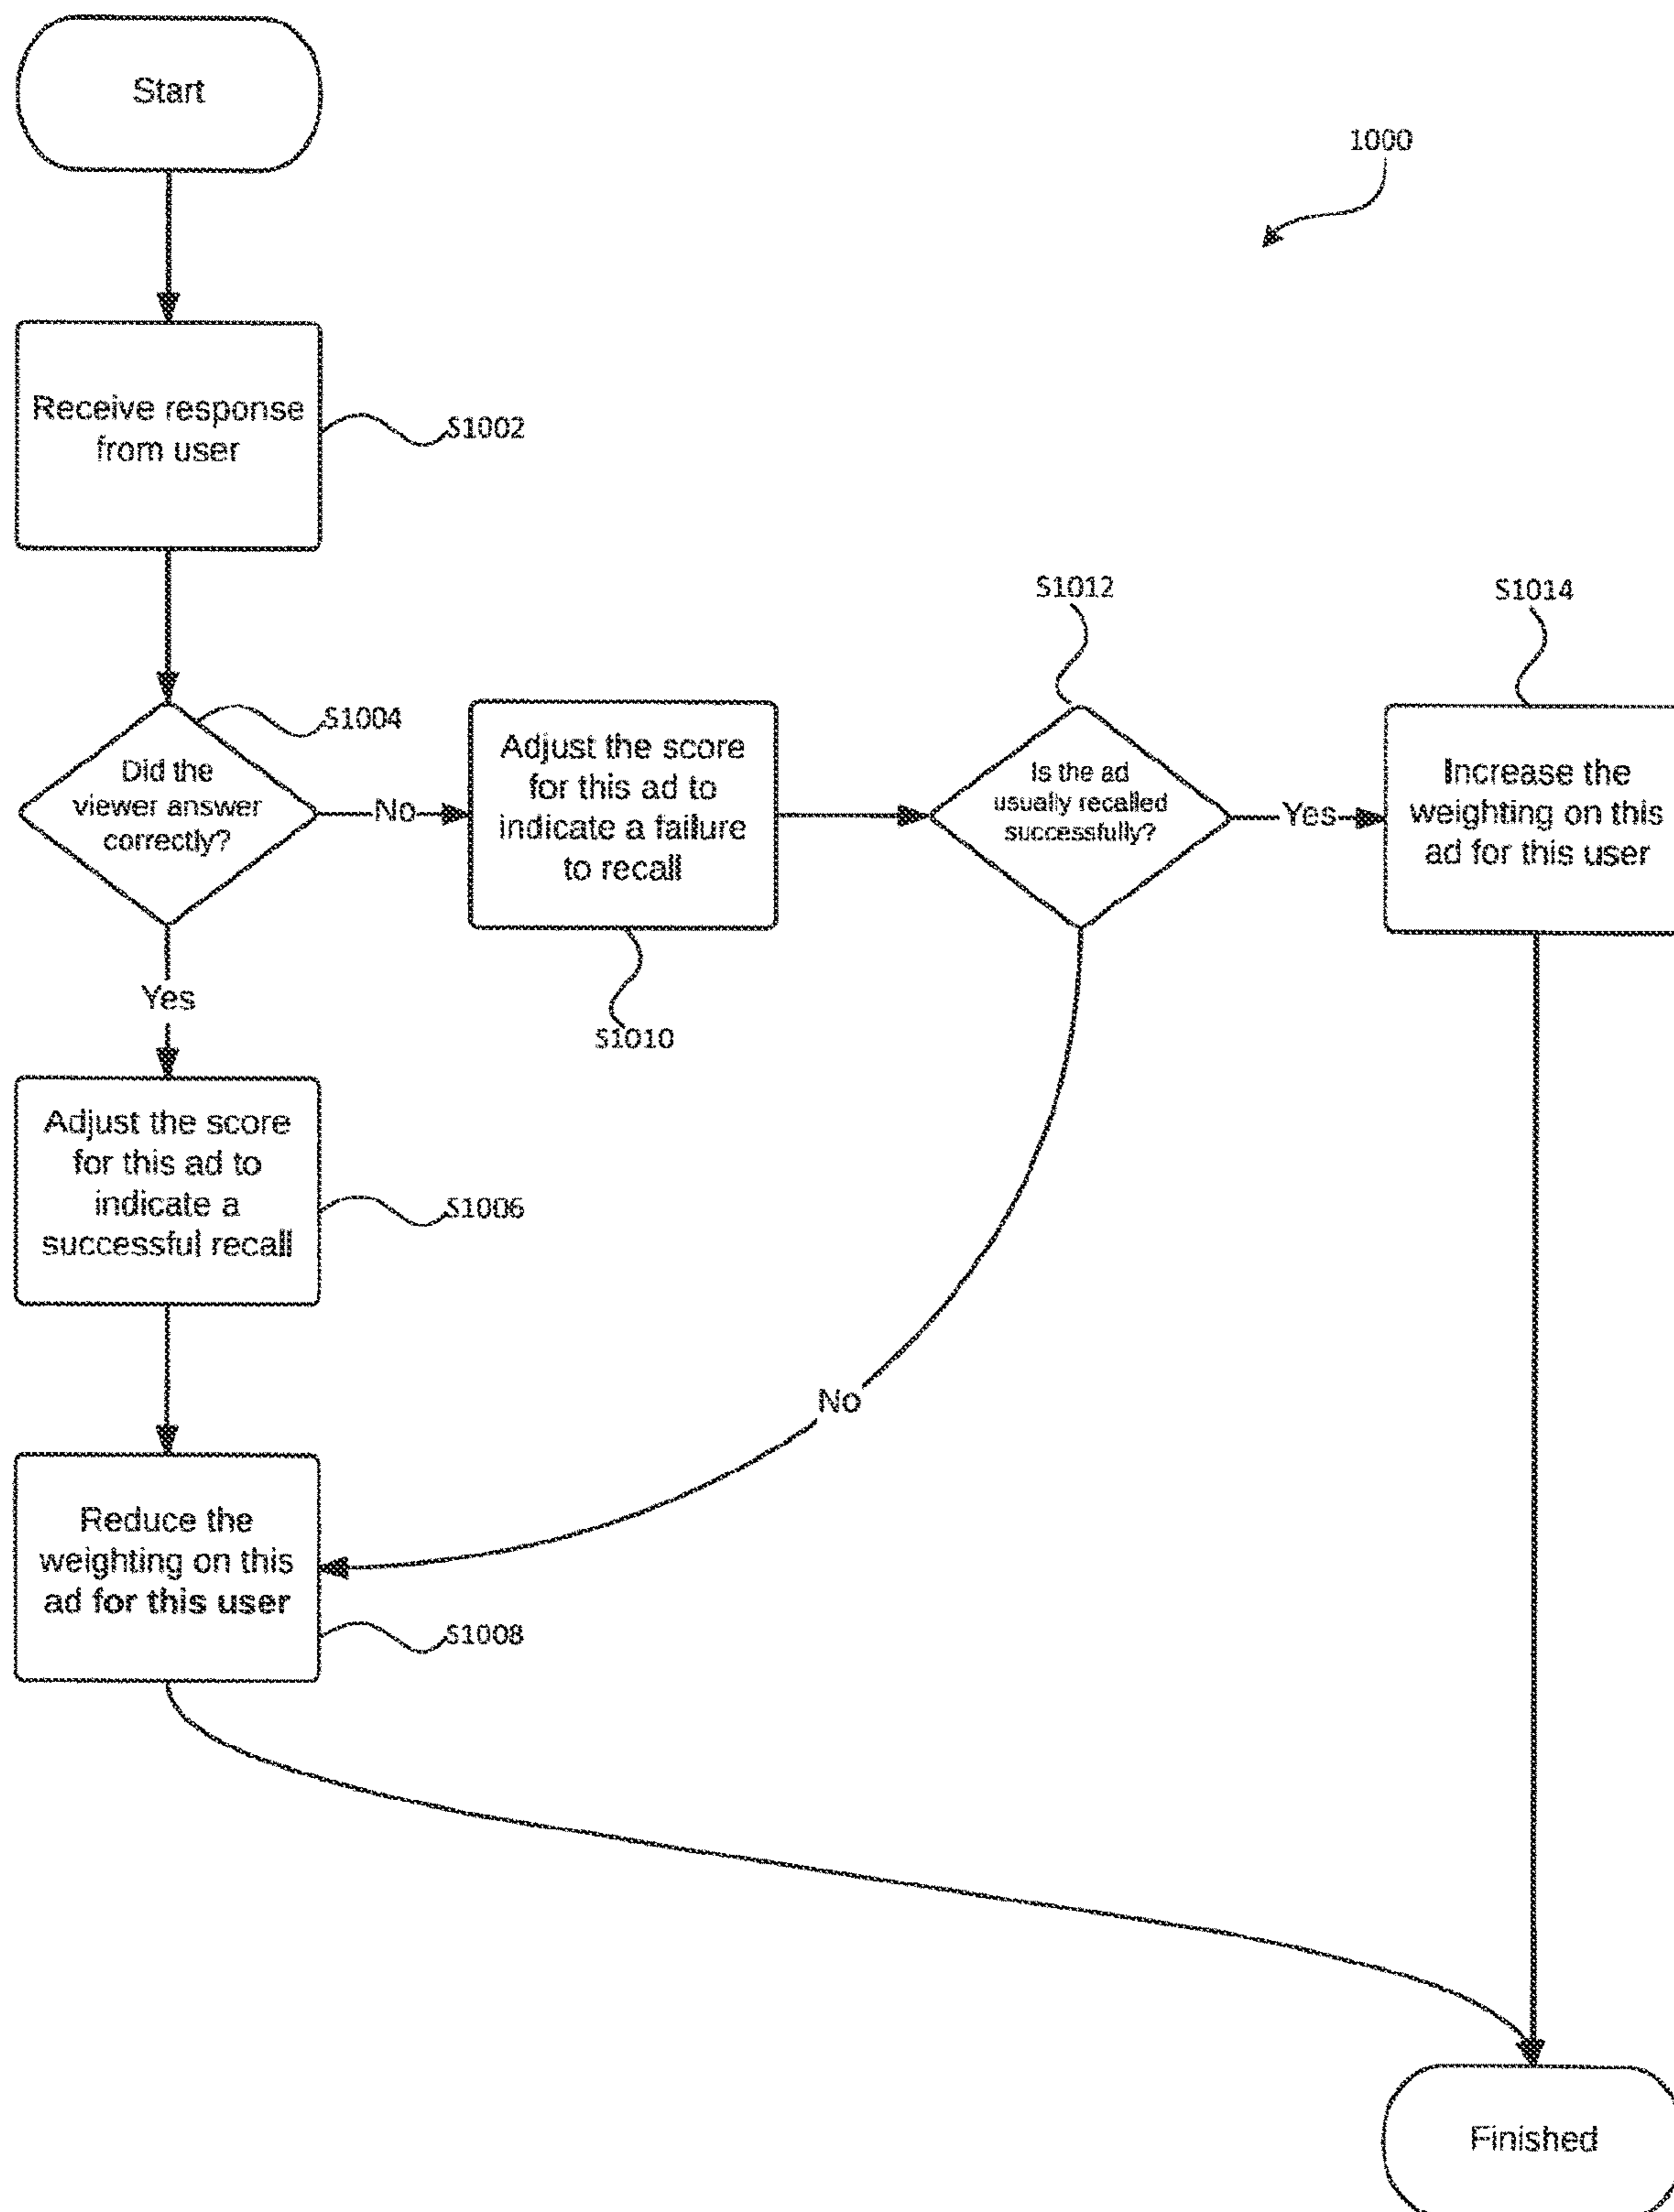 Start
1000
Receive response
from user
S1002
S1012
S1014
S1004
Did the
viewer answer
correctly?
No
Adjust the score
for this ad to
indicate a failure
to recall
Is the ad
usually recalled
successfully?
Yes
Increase the
weighting on this
ad for this user
Yes
S1010
Adjust the score
for this ad to
indicate a
successful recall
S1006
No
Reduce the
weighting on this
ad for this user
S1008
Finished